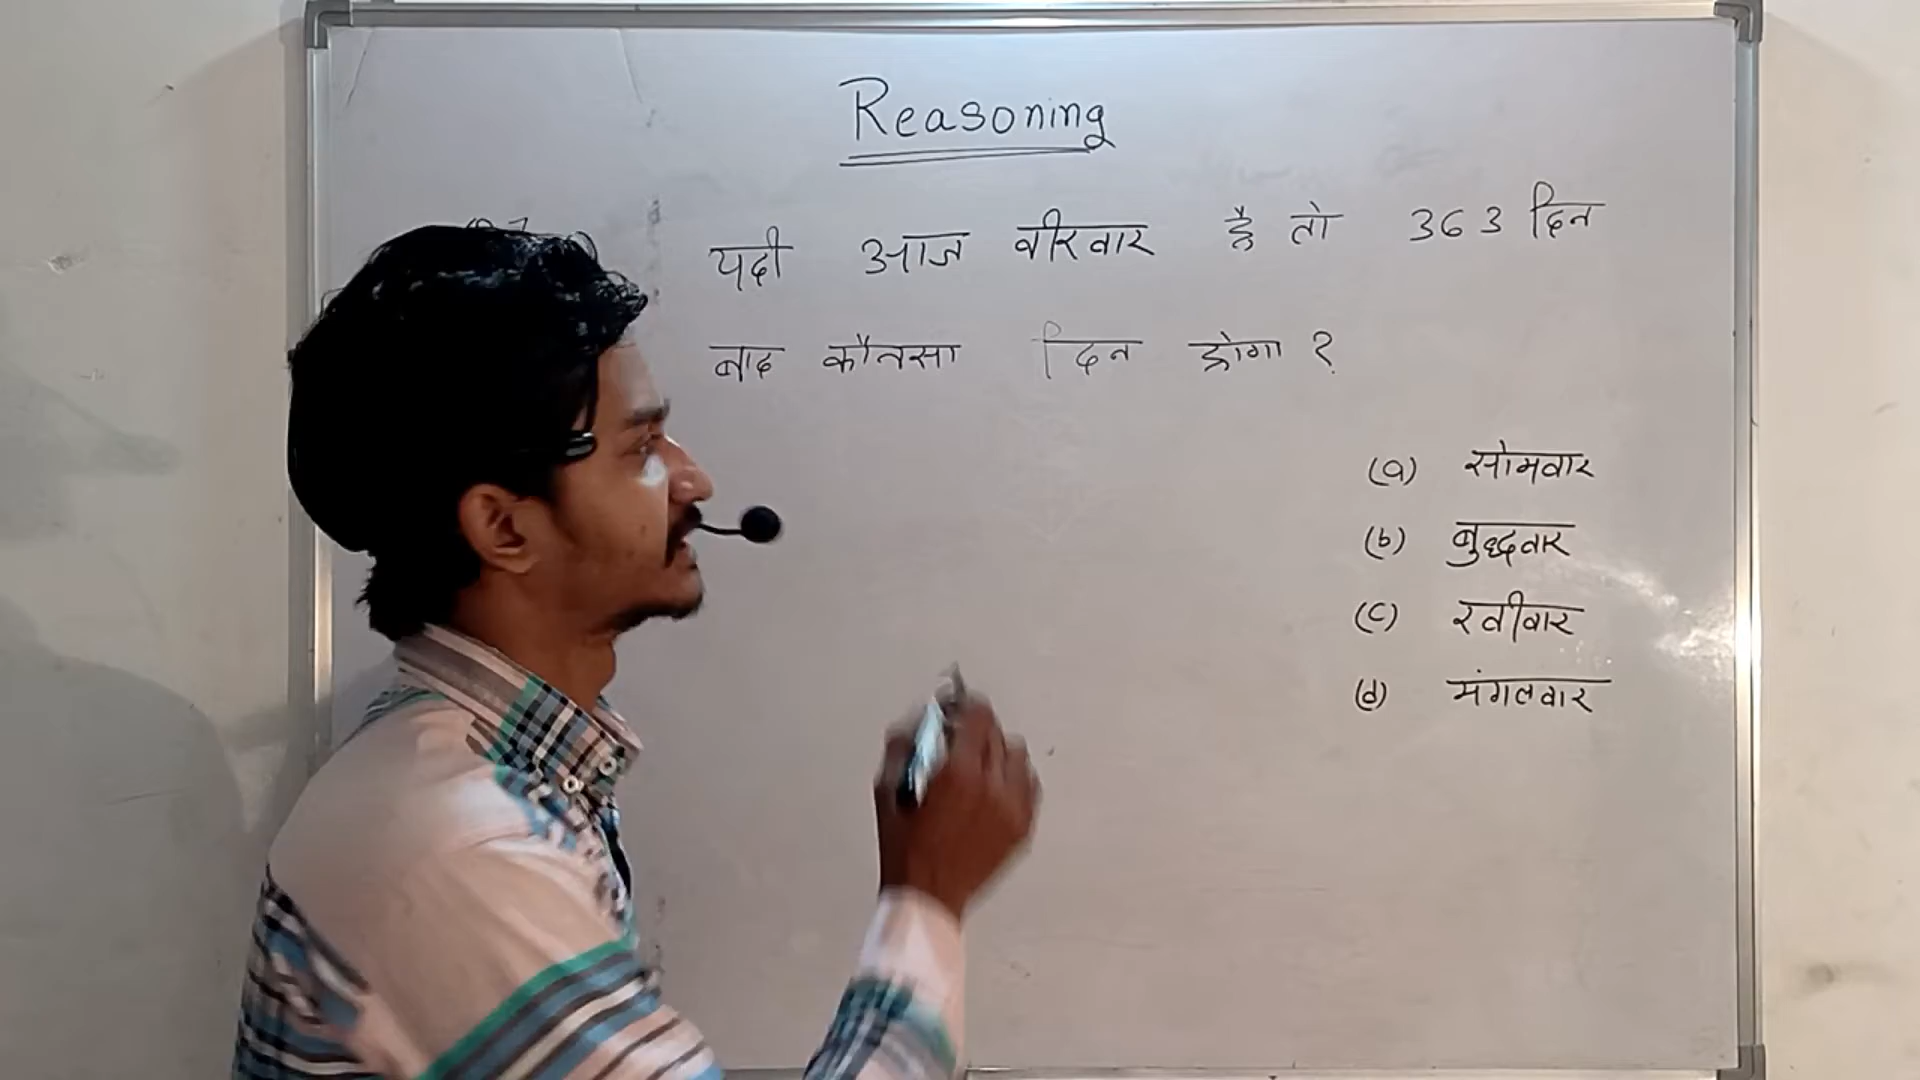 Reasoning
यदी आज वीरवार है तो 363 दिन
बाद कौनसा दिन होगा ?
(a) सोमवार
(b) बुद्धवार
(c) रवीवार
(d) मंगलवार